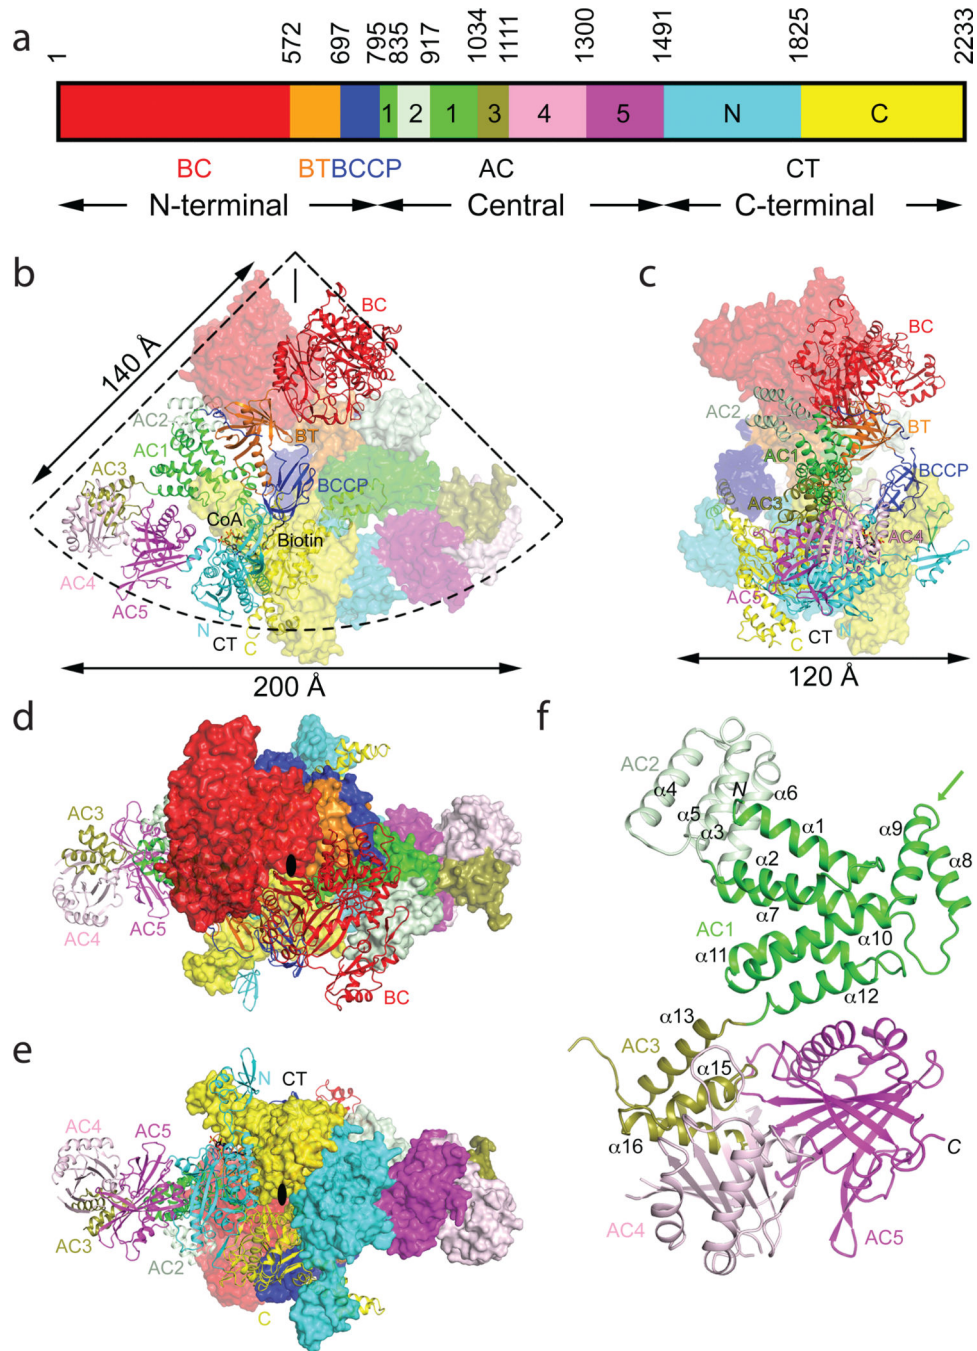 a
1 572 697 795 835 917 1034 1111 1300 1491 1825 2233
1 2 1 3 4 5 N C
BC BT BCCP AC CT
N-terminal Central C-terminal
b
140 Å
BC
AC2
BT
AC1
AC3
BCCP
CoA
Biotin
AC4
AC5
N
CT
C
200 Å
c
BC
AC2
BT
AC1
BCCP
AC3
AC4
AC5
CT
N
C
120 Å
d
AC3
AC4
AC5
BC
e
N
CT
AC4
AC5
AC3
AC2
C
f
AC2
α4
N
α6
α5
α3
α1
α9
α8
α2
α7
AC1
α10
α11
α12
α13
AC3
α15
α16
C
AC4
AC5